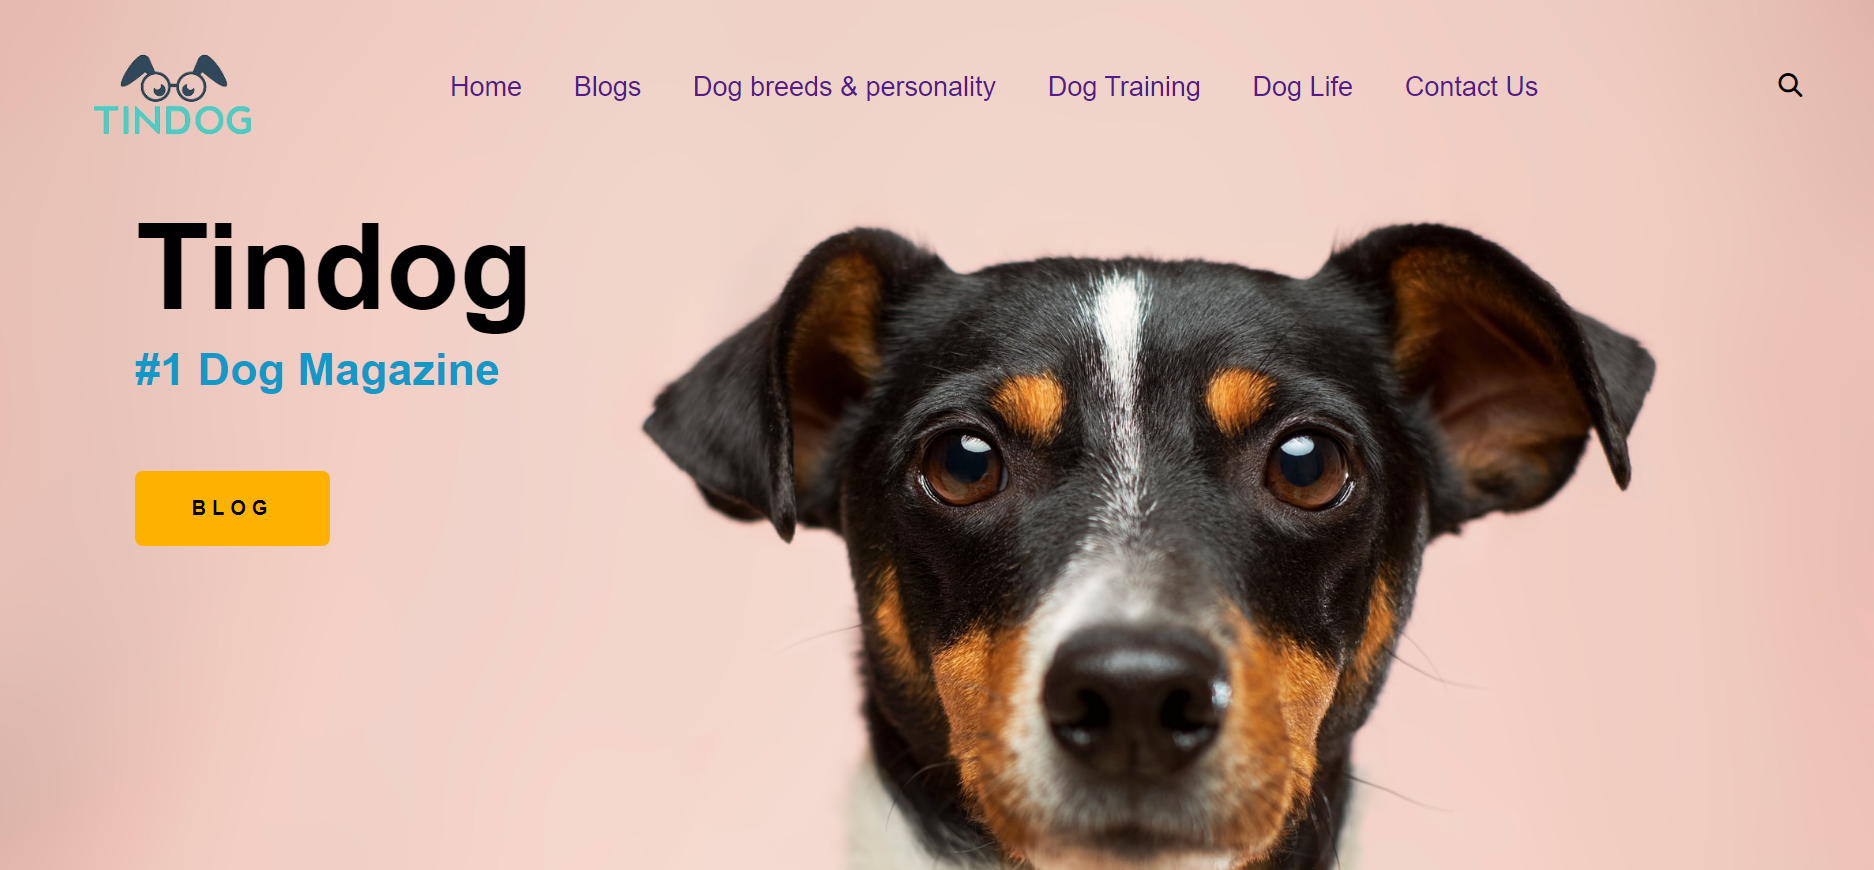 TINDOG
Home Blogs Dog breeds & personality Dog Training Dog Life Contact Us
Tindog
#1 Dog Magazine
BLOG